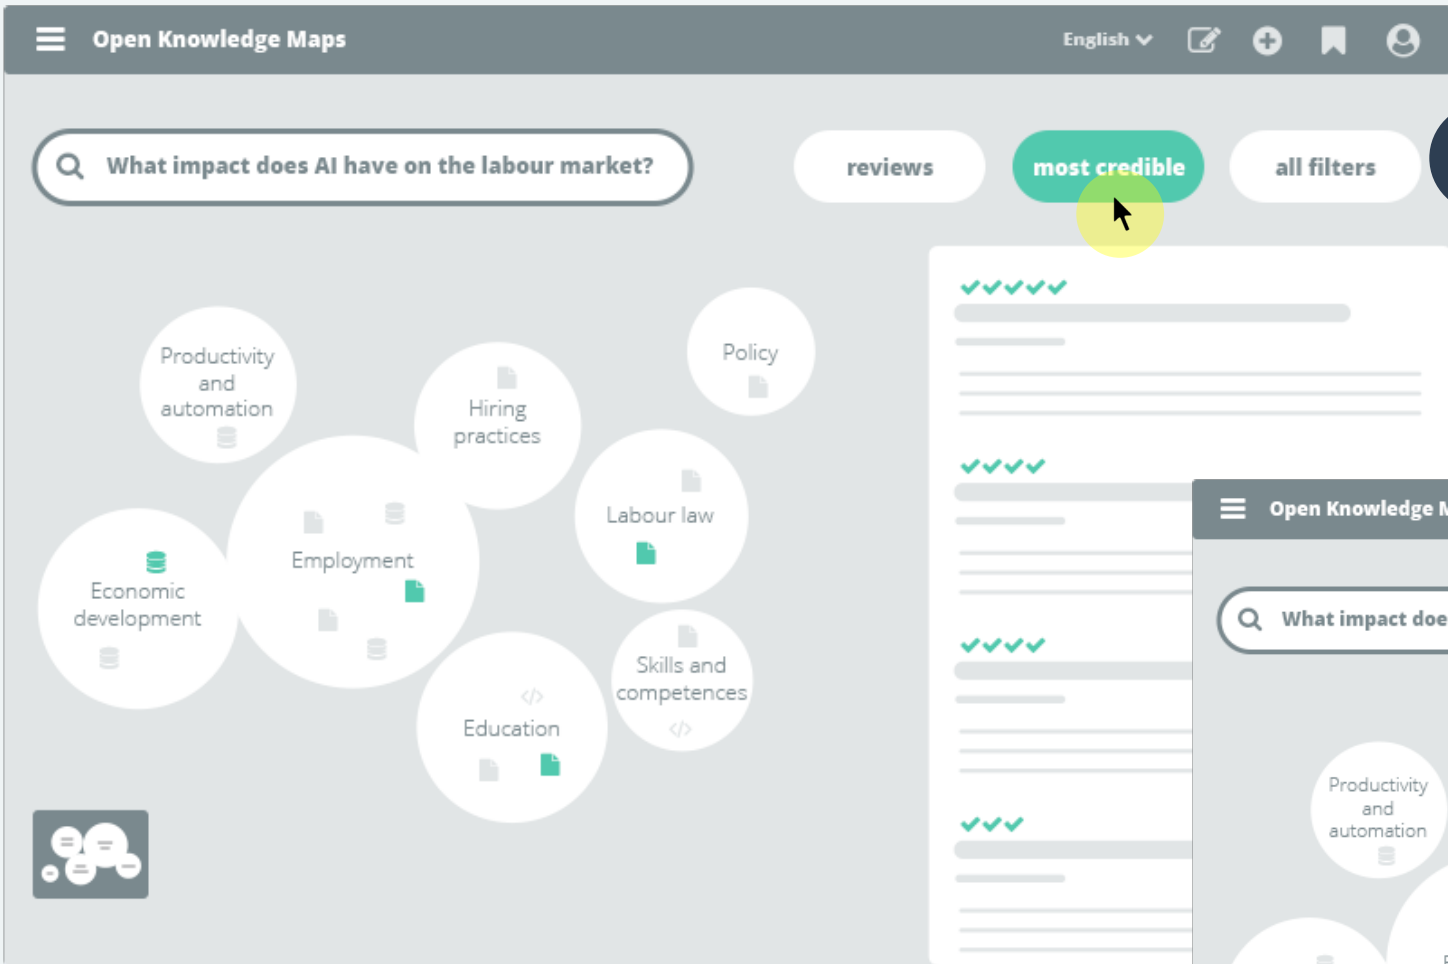 Open Knowledge Maps
English
What impact does AI have on the labour market?
reviews
most credible
all filters
Productivity
and
automation
Hiring
practices
Policy
Labour law
Employment
Economic
development
Skills and
competences
Education
Open Knowledge
What impact doe
Productivity
and
automation